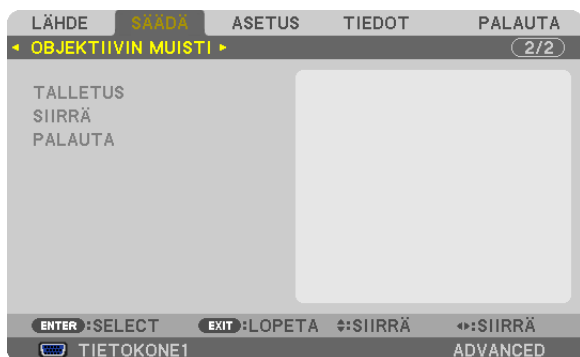 LÄHDE SÄÄDÄ ASETUS TIEDOT PALAUTA
◂ OBJEKTIIVIN MUISTI ▸ 2/2
TALLETUS
SIIRRÄ
PALAUTA
ENTER :SELECT EXIT :LOPETA ♦:SIIRRÄ ◂▸:SIIRRÄ
TIETOKONE1 ADVANCED